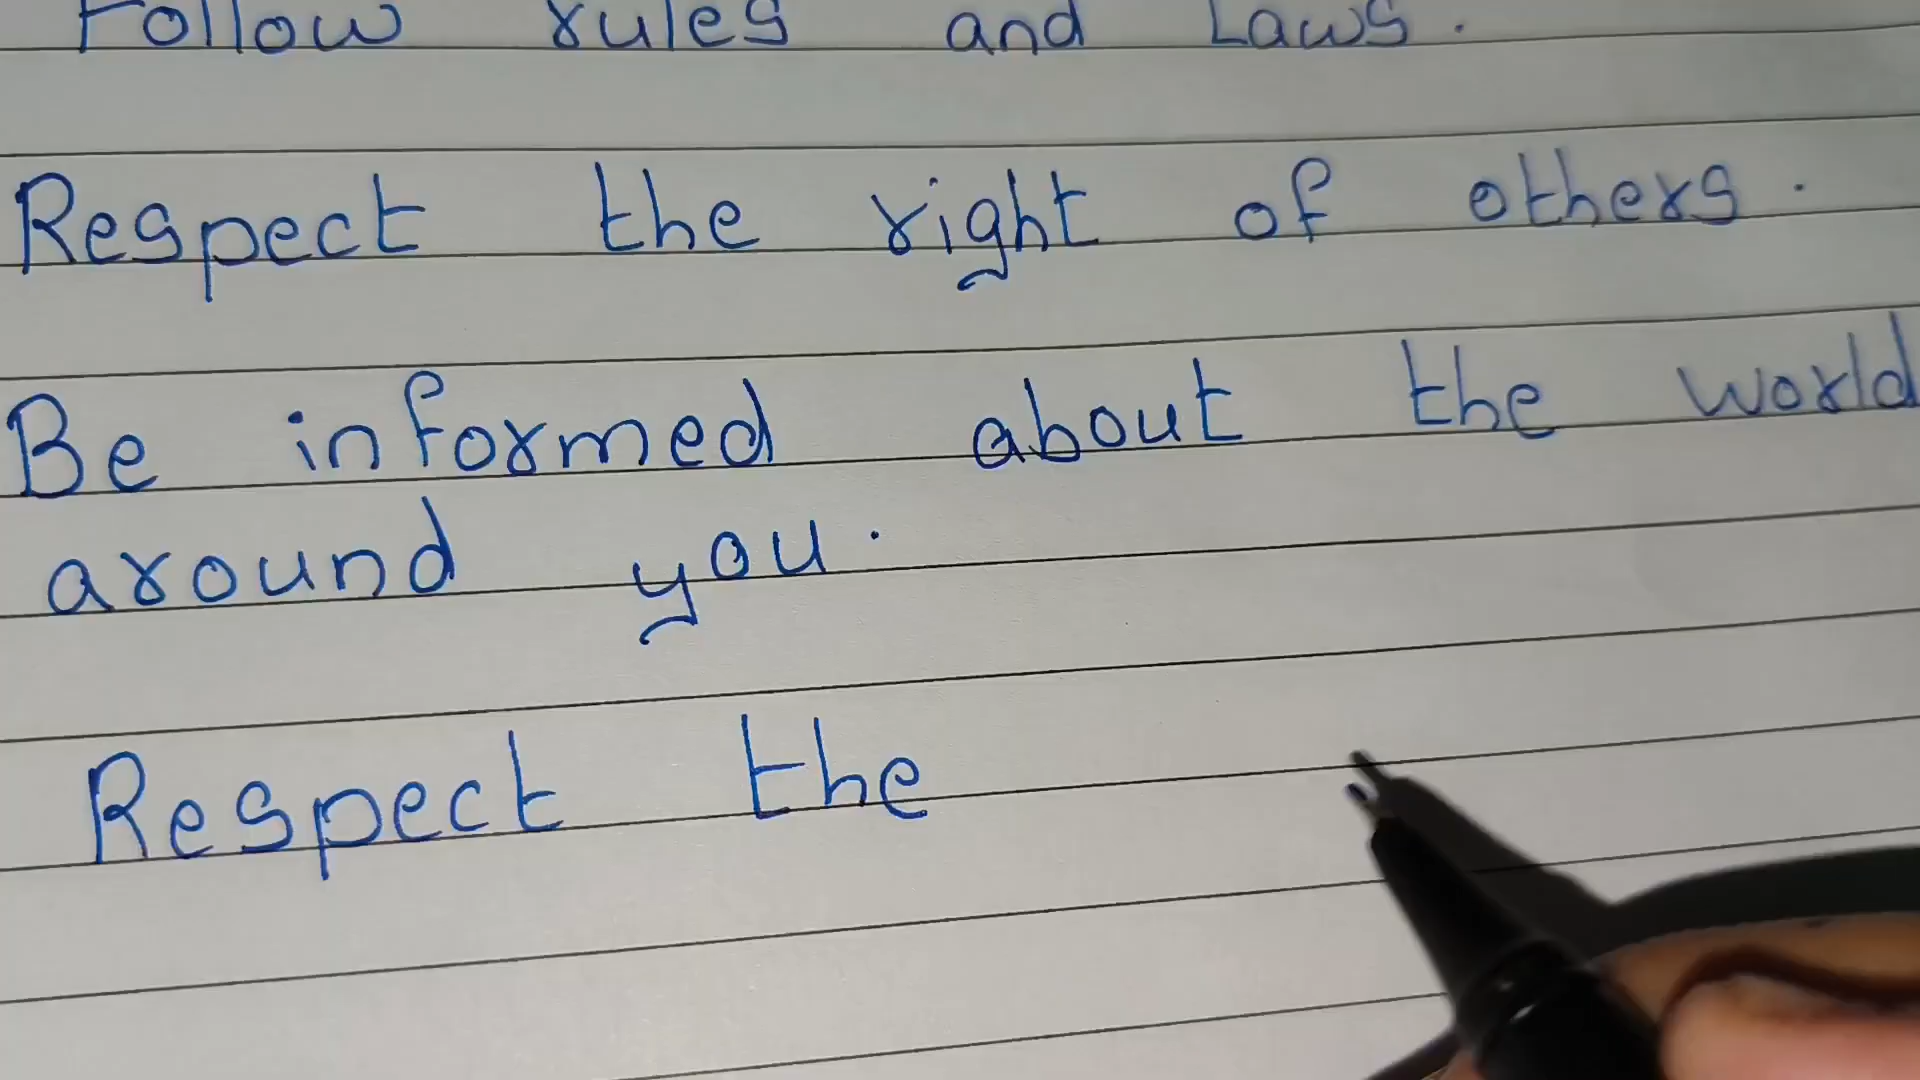 Follow rules and Laws.
Respect the right of others.
Be informed about the world
around you.
Respect the